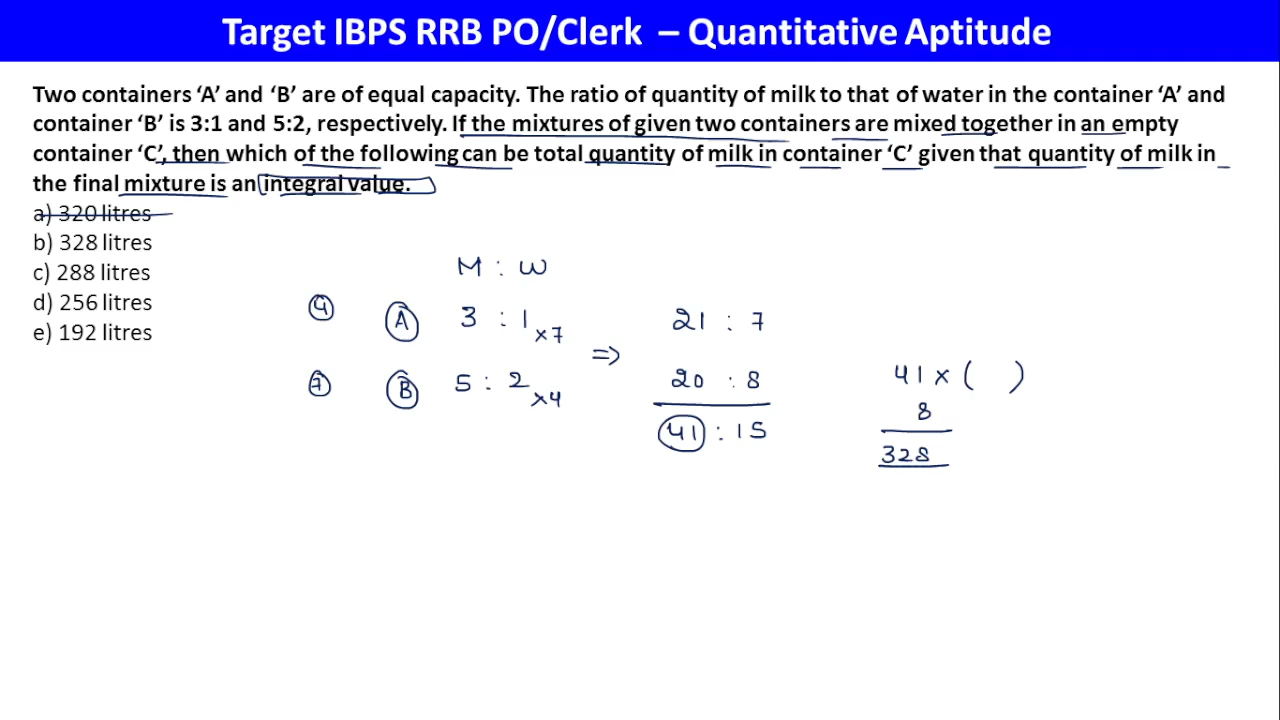 Target IBPS RRB PO/Clerk – Quantitative Aptitude
Two containers ‘A’ and ‘B’ are of equal capacity. The ratio of quantity of milk to that of water in the container ‘A’ and
container ‘B’ is 3:1 and 5:2, respectively. If the mixtures of given two containers are mixed together in an empty
container ‘C’, then which of the following can be total quantity of milk in container ‘C’ given that quantity of milk in
the final mixture is an integral value.
a) 320 litres
b) 328 litres
c) 288 litres
d) 256 litres
e) 192 litres
M : W
4 A 3 : 1 ×7 ⇒ 21 : 7
7 B 5 : 2 ×4 20 : 8
41 : 15
41 × ( )
8
328